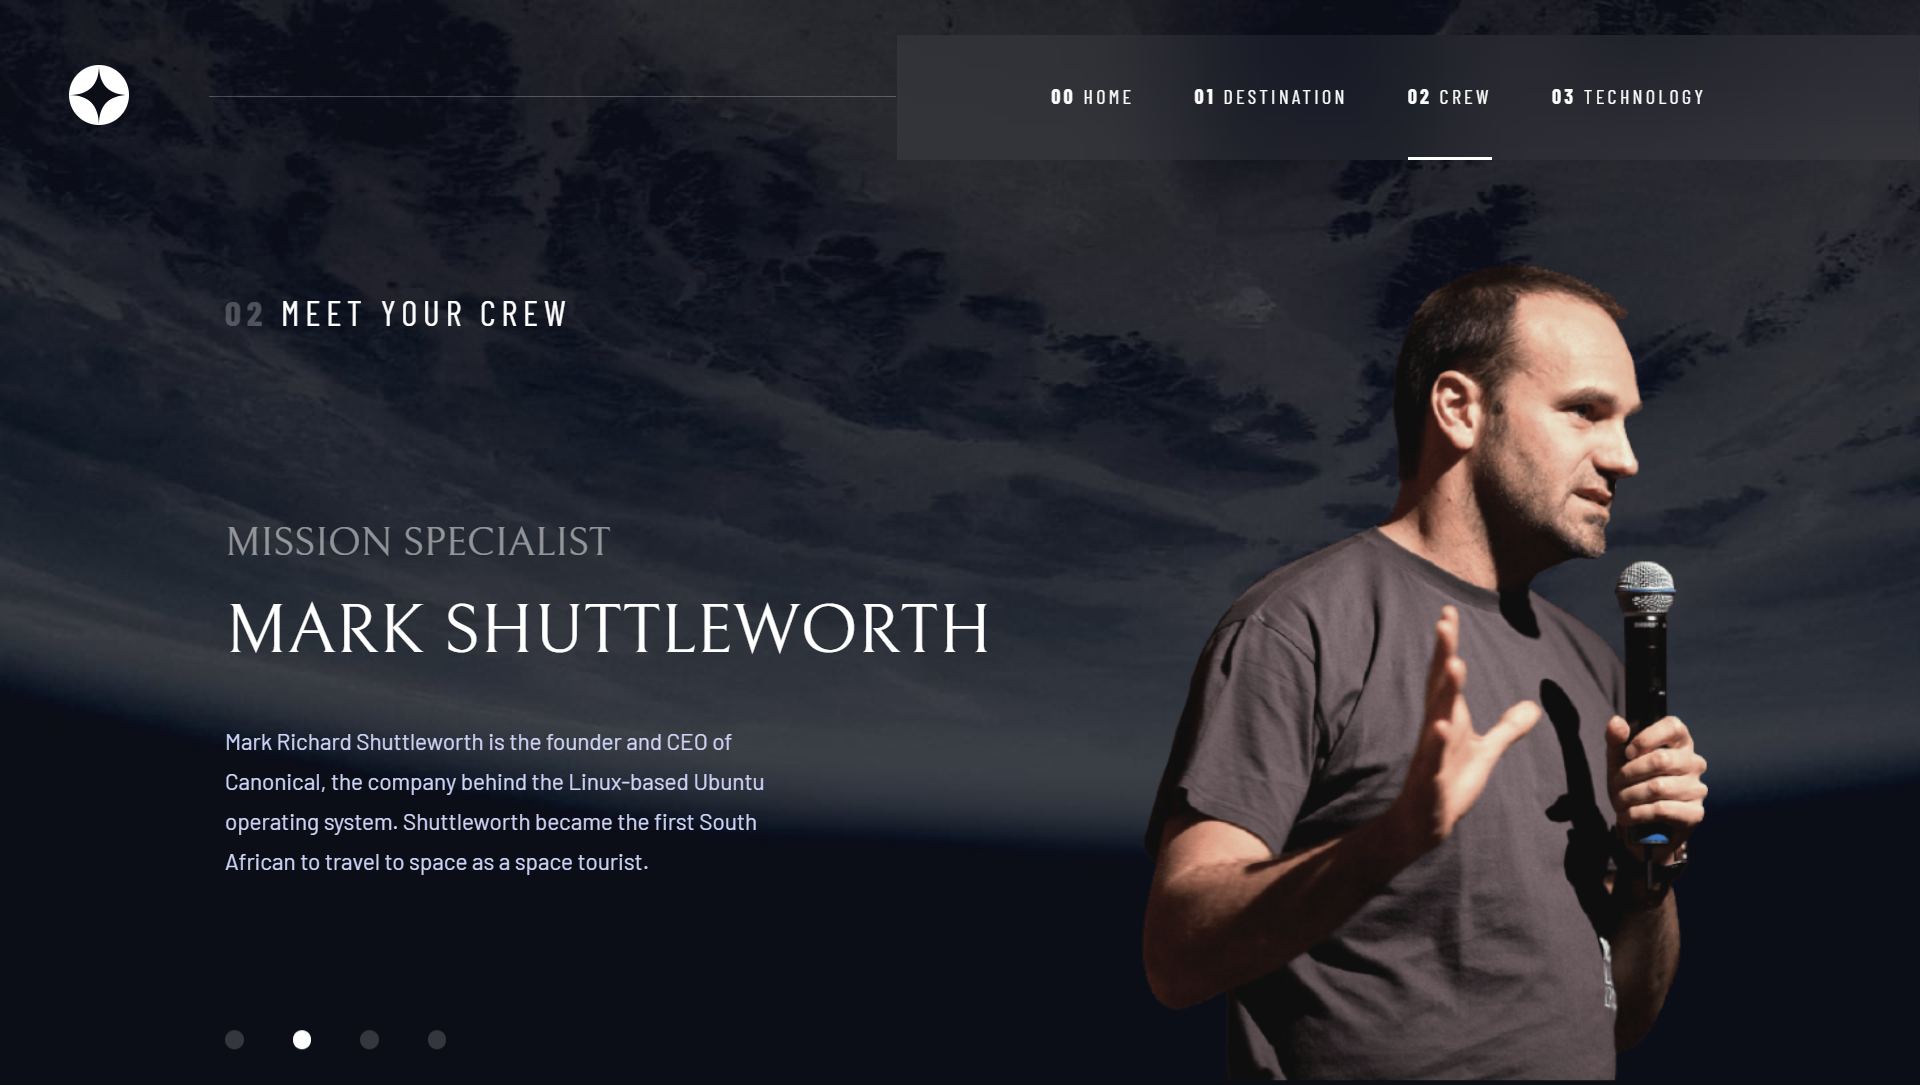 00 HOME 01 DESTINATION 02 CREW 03 TECHNOLOGY
02 MEET YOUR CREW
MISSION SPECIALIST
MARK SHUTTLEWORTH
Mark Richard Shuttleworth is the founder and CEO of
Canonical, the company behind the Linux-based Ubuntu
operating system. Shuttleworth became the first South
African to travel to space as a space tourist.